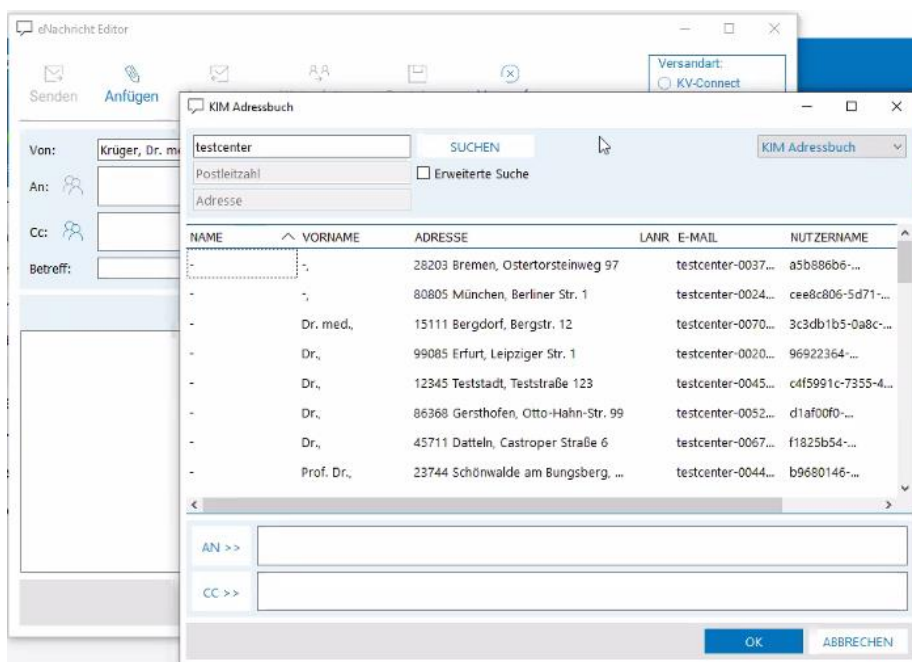 eNachricht Editor
Senden
Anfügen
Versandart:
KV-Connect
Von: Krüger, Dr.
An:
Cc:
Betreff:
KIM Adressbuch
testcenter SUCHEN KIM Adressbuch
Postleitzahl Erweiterte Suche
Adresse
NAME VORNAME ADRESSE LANR E-MAIL NUTZERNAME
- -, 28203 Bremen, Ostertorsteinweg 97 testcenter-0037... a5b886b6-...
- -, 80805 München, Berliner Str. 1 testcenter-0024... cee8c806-5d71-...
- Dr. med., 15111 Bergdorf, Bergstr. 12 testcenter-0070... 3c3db1b5-0a8c-...
- Dr., 99085 Erfurt, Leipziger Str. 1 testcenter-0020... 96922364-...
- Dr., 12345 Teststadt, Teststraße 123 testcenter-0045... c4f5991c-7355-4...
- Dr., 86368 Gersthofen, Otto-Hahn-Str. 99 testcenter-0052... d1af00f0-...
- Dr., 45711 Datteln, Castroper Straße 6 testcenter-0067... f1825b54-...
- Prof. Dr., 23744 Schönwalde am Bungsberg, ... testcenter-0044... b9680146-...
AN >>
CC >>
OK ABBRECHEN